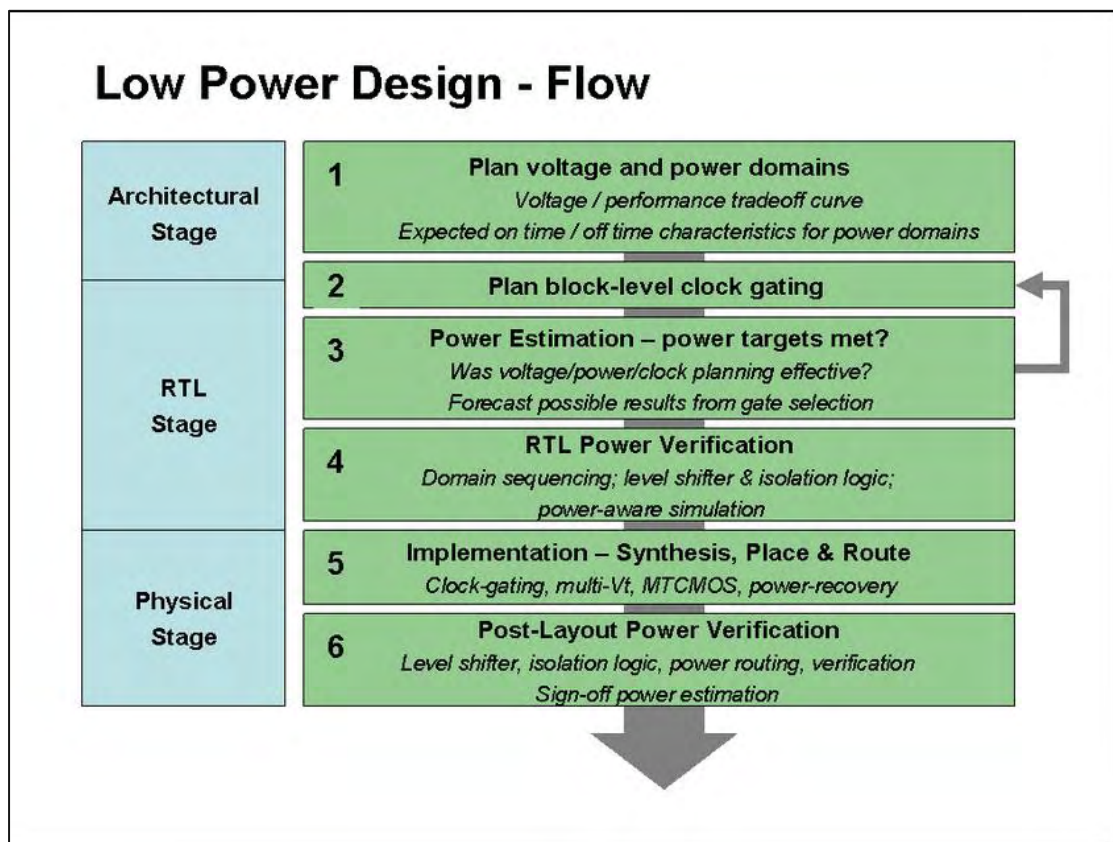 Low Power Design - Flow
Architectural
Stage
1
Plan voltage and power domains
Voltage / performance tradeoff curve
Expected on time / off time characteristics for power domains
RTL
Stage
2
Plan block-level clock gating
3
Power Estimation – power targets met?
Was voltage/power/clock planning effective?
Forecast possible results from gate selection
4
RTL Power Verification
Domain sequencing; level shifter & isolation logic;
power-aware simulation
Physical
Stage
5
Implementation – Synthesis, Place & Route
Clock-gating, multi-Vt, MTCMOS, power-recovery
6
Post-Layout Power Verification
Level shifter, isolation logic, power routing, verification
Sign-off power estimation